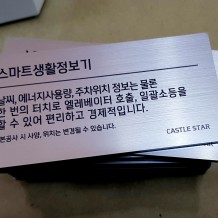 스마트생활정보기
날씨, 에너지사용량, 주차위치 정보는 물론
한 번의 터치로 엘레베이터 호출, 일괄소등을
할 수 있어 편리하고 경제적입니다.
본공사 시 사양, 위치는 변경될 수 있습니다.
CASTLE STAR